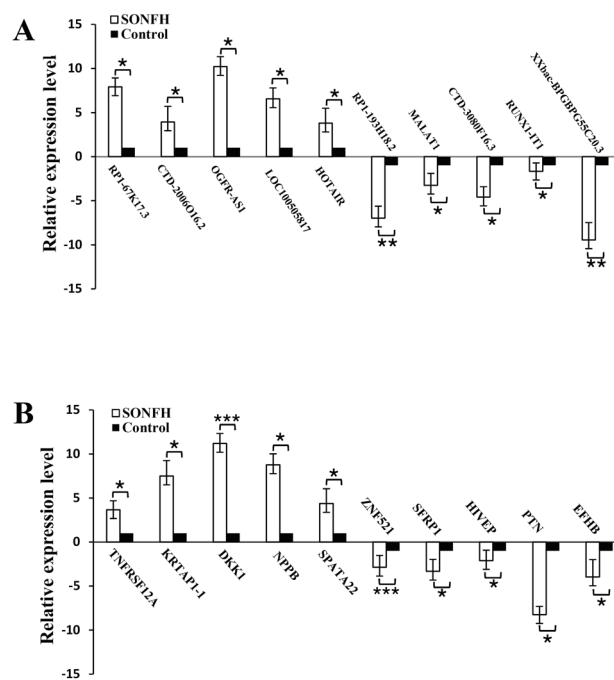 A
SONFH
Control
Relative expression level
15
10
5
0
-5
-10
-15
RP1-67K17.3
CTD-2006O16.2
OGFR-AS1
LOC100505817
HOTAIR
RP1-193H18.2
MALAT1
CTD-3080F16.3
RUNX1-IT1
XXbac-BPGBPG55C20.3
* * * * *
** * * * **
B
SONFH
Control
Relative expression level
15
10
5
0
-5
-10
-15
TNFRSF12A
KRTAP1-1
DKK1
NPPB
SPATA22
ZNF521
SFRP1
HIVEP
PTN
EFHB
* * *** * *
*** * * * *